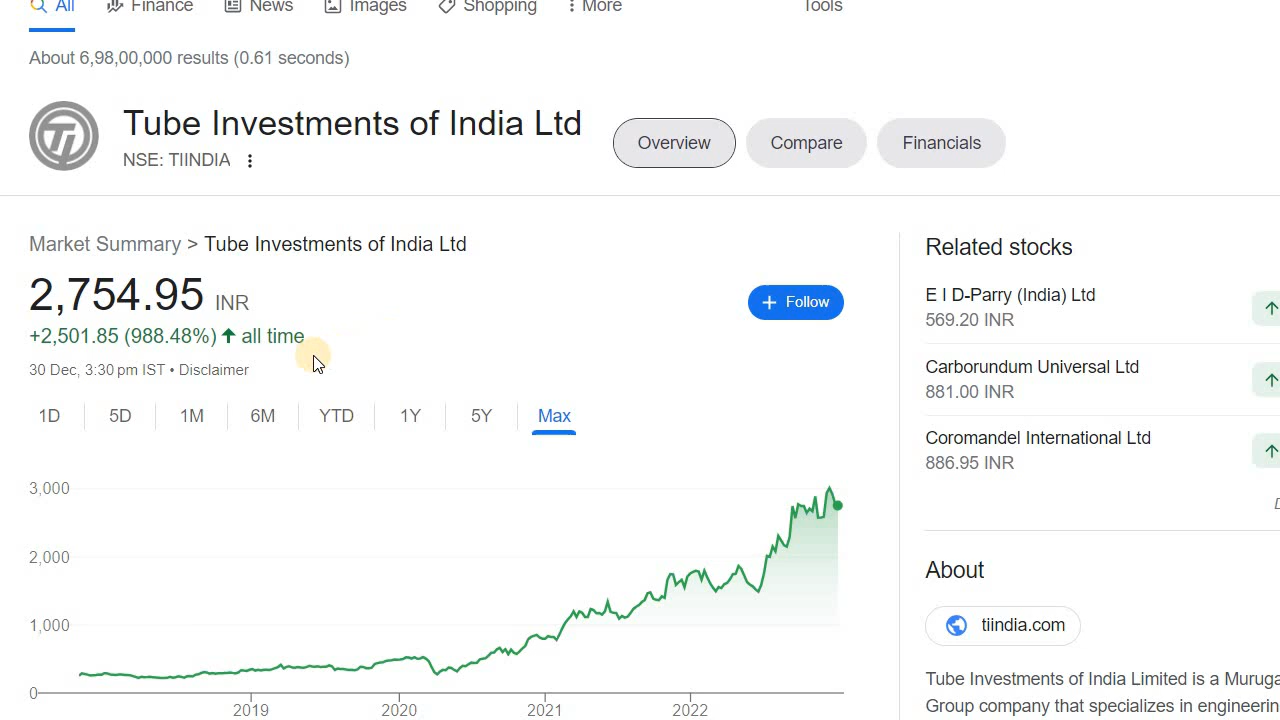 All Finance News Images Shopping More Tools
About 6,98,00,000 results (0.61 seconds)
TI
Tube Investments of India Ltd
NSE: TIINDIA
Overview Compare Financials
Market Summary > Tube Investments of India Ltd
2,754.95 INR
+ Follow
+2,501.85 (988.48%) all time
30 Dec, 3:30 pm IST • Disclaimer
1D 5D 1M 6M YTD 1Y 5Y Max
3,000
2,000
1,000
0
2019 2020 2021 2022
Related stocks
E I D-Parry (India) Ltd
569.20 INR
Carborundum Universal Ltd
881.00 INR
Coromandel International Ltd
886.95 INR
About
tiindia.com
Tube Investments of India Limited is a Muruga
Group company that specializes in engineerin